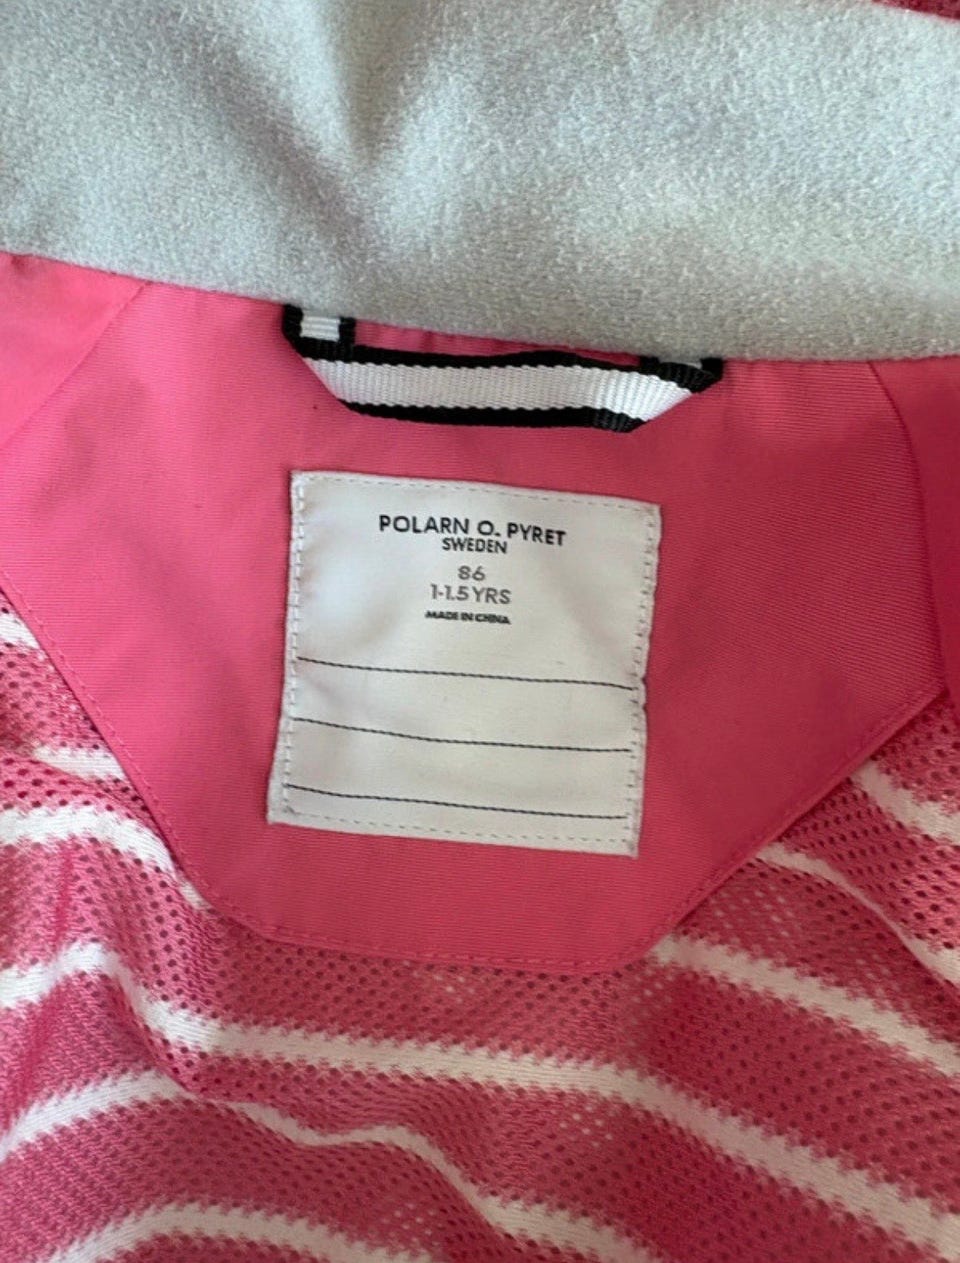 POLARN O. PYRET
SWEDEN
86
1-1.5 YRS
MADE IN CHINA